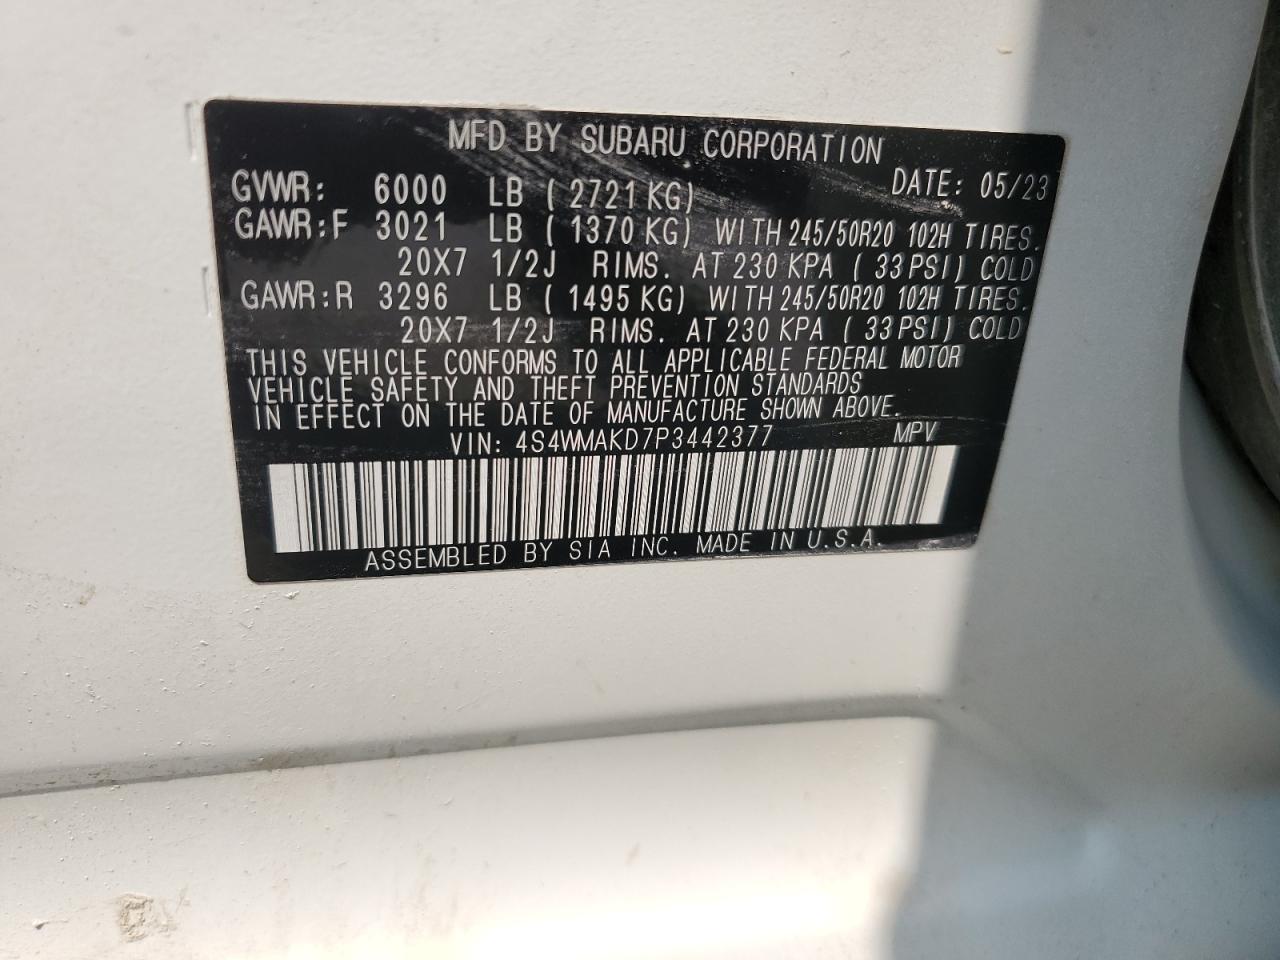 MFD BY SUBARU CORPORATION
DATE: 05/23
GVWR: 6000 LB ( 2721 KG)
GAWR:F 3021 LB ( 1370 KG) WITH 245/50R20 102H TIRES.
20X7 1/2J RIMS. AT 230 KPA ( 33 PSI) COLD
GAWR:R 3296 LB ( 1495 KG) WITH 245/50R20 102H TIRES.
20X7 1/2J RIMS. AT 230 KPA ( 33 PSI) COLD
THIS VEHICLE CONFORMS TO ALL APPLICABLE FEDERAL MOTOR
VEHICLE SAFETY AND THEFT PREVENTION STANDARDS
IN EFFECT ON THE DATE OF MANUFACTURE SHOWN ABOVE.
VIN: 4S4WMAKD7P3442377 MPV
ASSEMBLED BY SIA INC. MADE IN U.S.A.